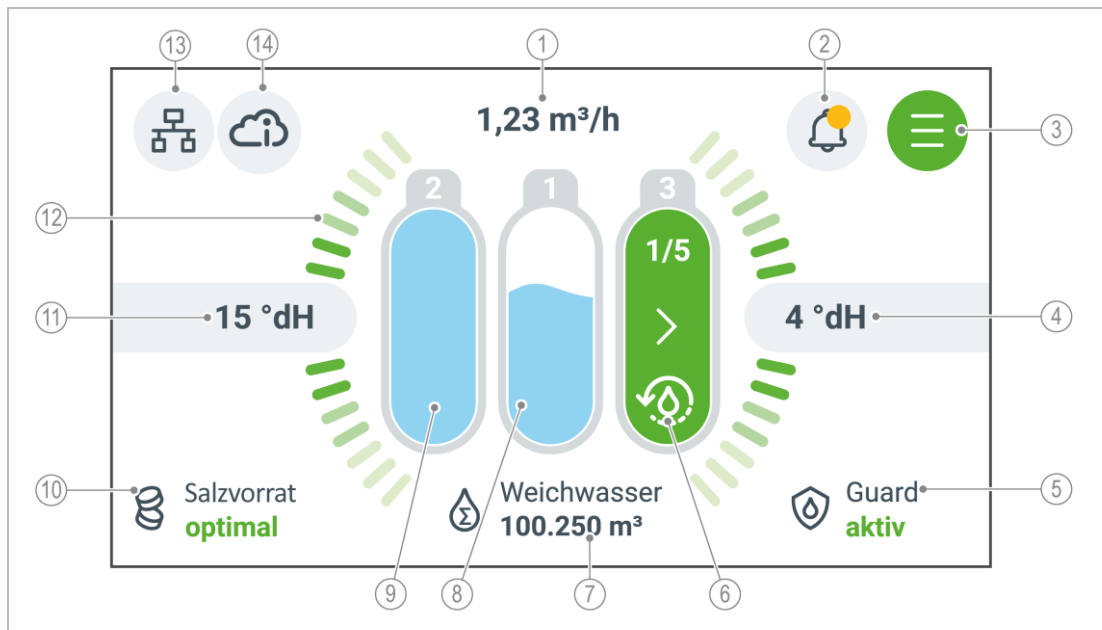 13
14
1
2
1,23 m³/h
3
2
1
3
12
1/5
11
15 °dH
4 °dH
4
10
Salzvorrat
optimal
Weichwasser
100.250 m³
Guard
aktiv
5
9
8
7
6